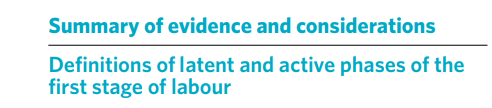 Summary of evidence and considerations
Definitions of latent and active phases of the
first stage of labour